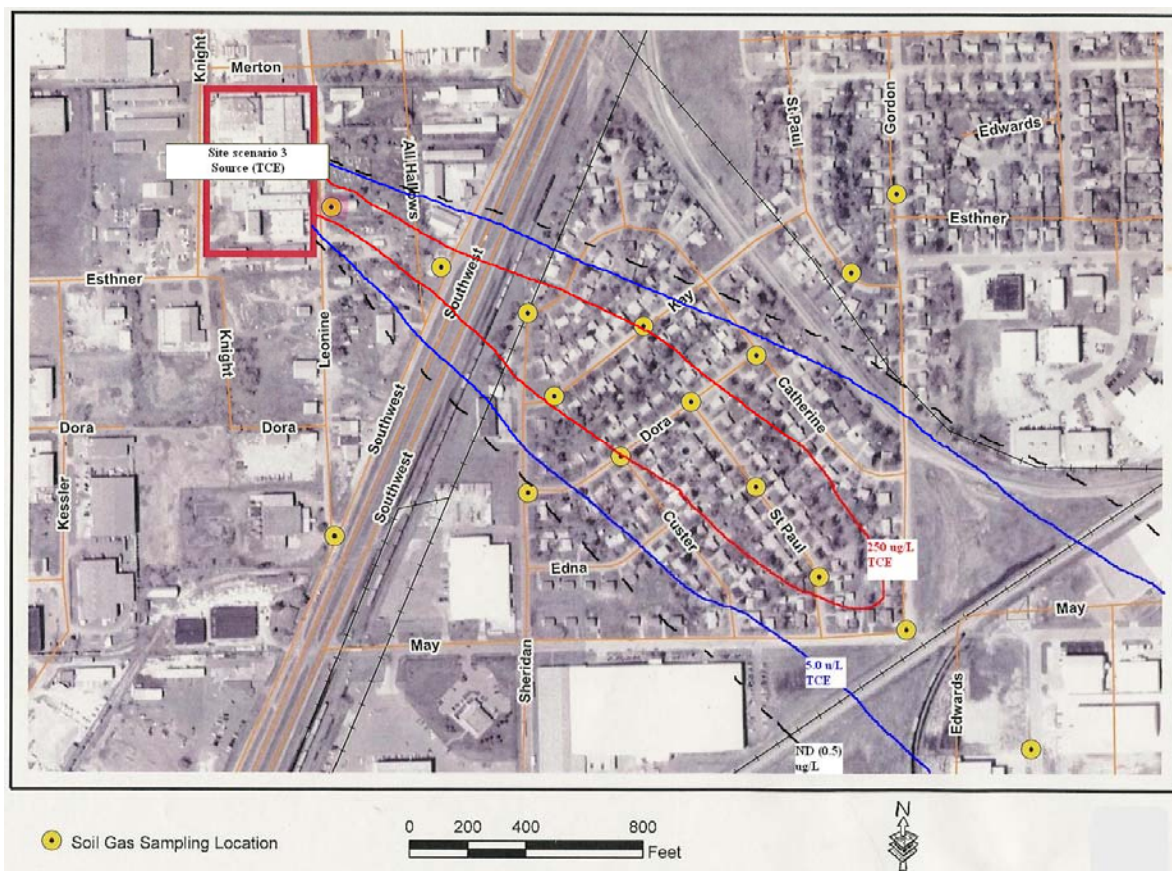 Knight
Merton
Site scenario 3
Source (TCE)
All Hallows
St Paul
Gordon
Edwards
Esthner
Esthner
Southwest
Kay
Knight
Leonine
Catherine
Dora
Dora
Southwest
Dora
Kessler
Southwest
Custer
St Paul
250 ug/L
TCE
Edna
May
May
Sheridan
5.0 u/L
TCE
Edwards
ND (0.5)
ug/L
N
Soil Gas Sampling Location
0 200 400 800
Feet